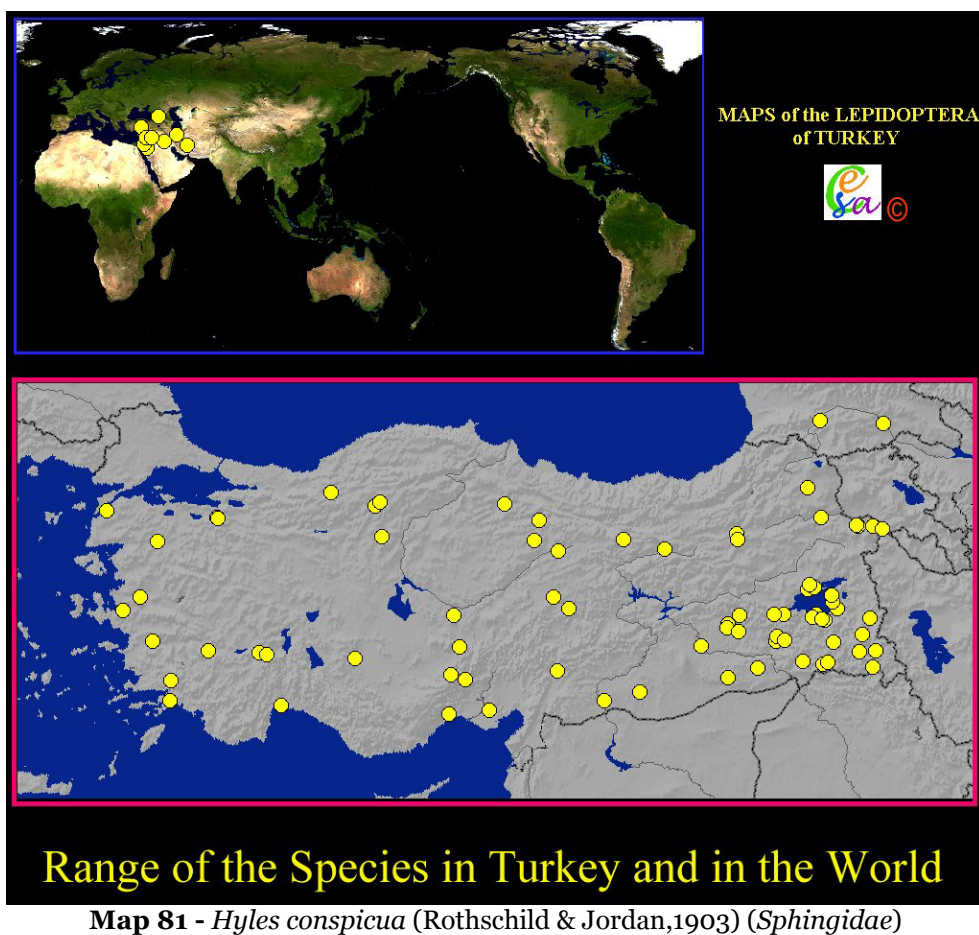 MAPS of the LEPIDOPTERA
of TURKEY
Cesa ©
Range of the Species in Turkey and in the World
Map 81 - Hyles conspicua (Rothschild & Jordan,1903) (Sphingidae)